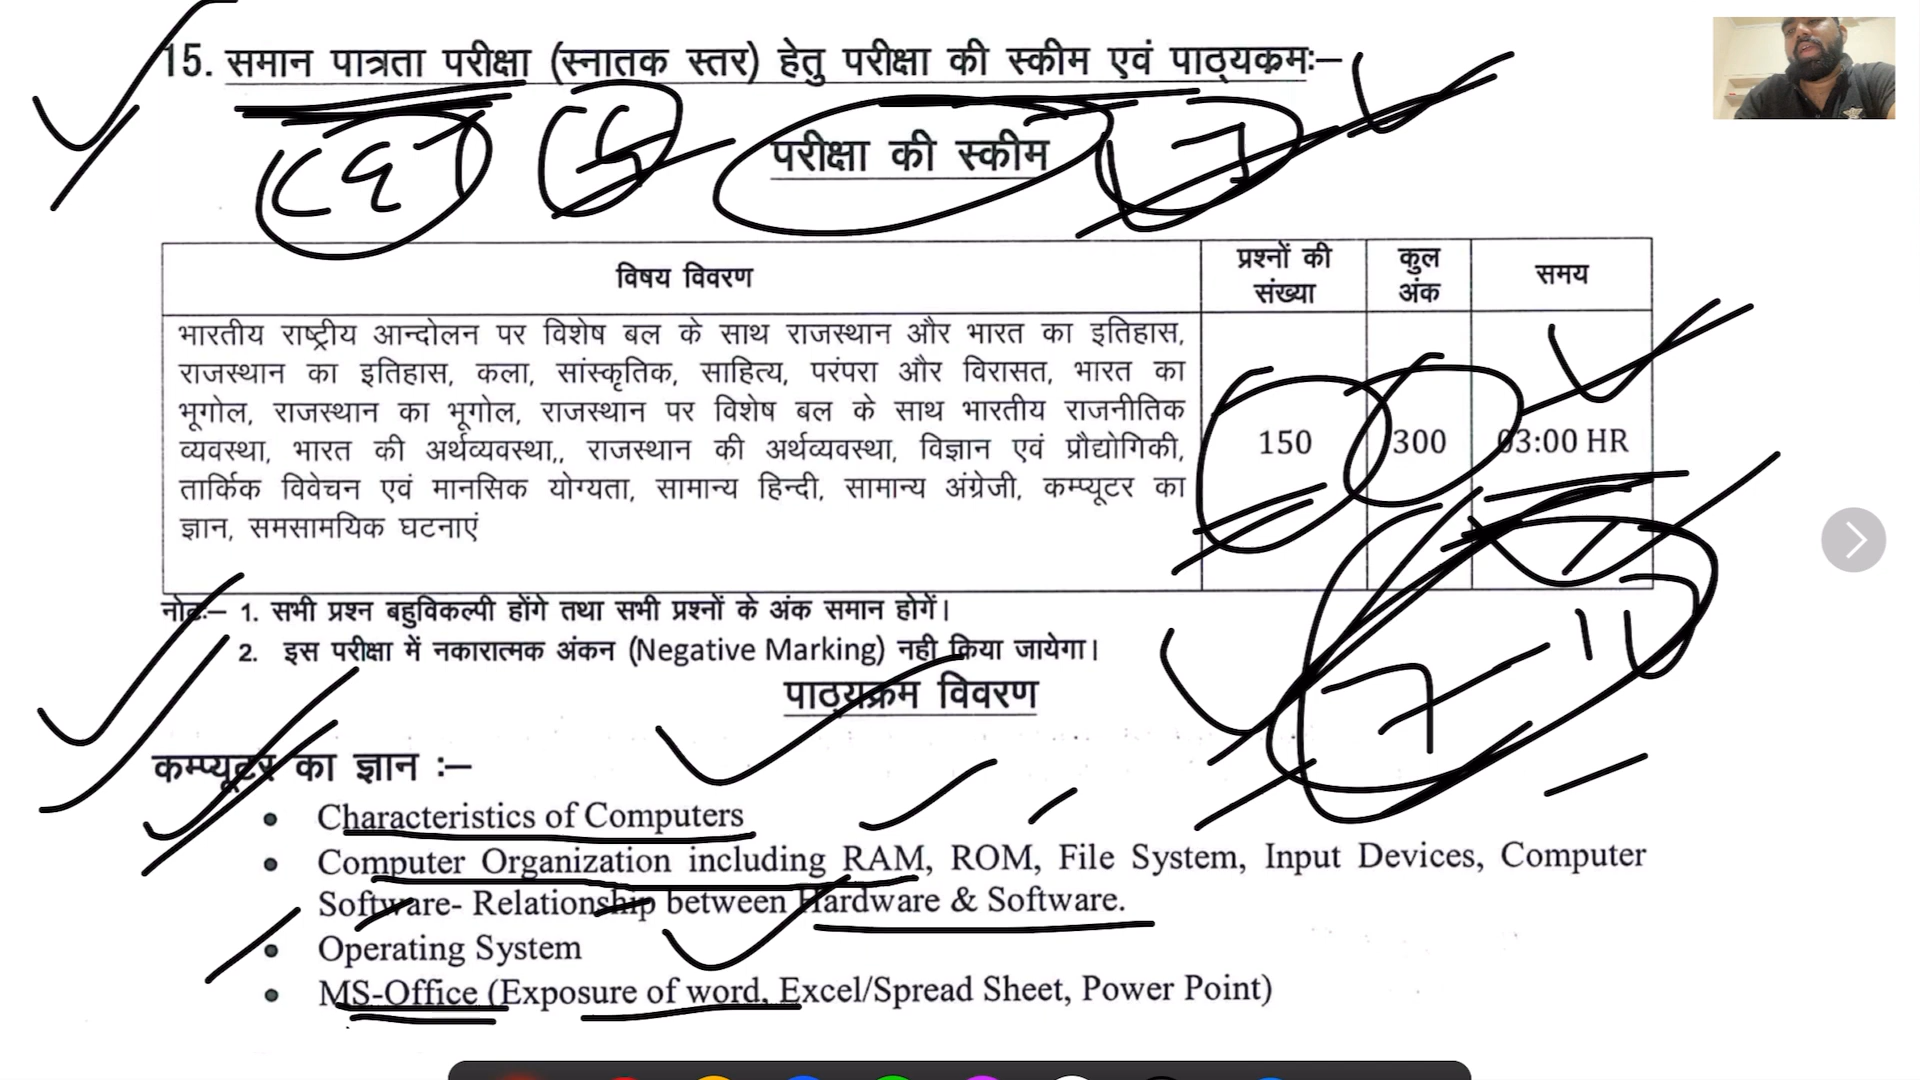 15. समान पात्रता परीक्षा (स्नातक स्तर) हेतु परीक्षा की स्कीम एवं पाठ्यक्रमः–
परीक्षा की स्कीम
विषय विवरण
प्रश्नों की संख्या
कुल अंक
समय
भारतीय राष्ट्रीय आन्दोलन पर विशेष बल के साथ राजस्थान और भारत का इतिहास,
राजस्थान का इतिहास, कला, सांस्कृतिक, साहित्य, परंपरा और विरासत, भारत का
भूगोल, राजस्थान का भूगोल, राजस्थान पर विशेष बल के साथ भारतीय राजनीतिक
व्यवस्था, भारत की अर्थव्यवस्था,, राजस्थान की अर्थव्यवस्था, विज्ञान एवं प्रौद्योगिकी,
तार्किक विवेचन एवं मानसिक योग्यता, सामान्य हिन्दी, सामान्य अंग्रेजी, कम्प्यूटर का
ज्ञान, समसामयिक घटनाएं
150
300
03:00 HR
नोटः– 1. सभी प्रश्न बहुविकल्पी होंगे तथा सभी प्रश्नों के अंक समान होगें।
2. इस परीक्षा में नकारात्मक अंकन (Negative Marking) नही किया जायेगा।
पाठ्यक्रम विवरण
7 – 11
कम्प्यूटर का ज्ञान :–
• Characteristics of Computers
• Computer Organization including RAM, ROM, File System, Input Devices, Computer
Software- Relationship between Hardware & Software.
• Operating System
• MS-Office (Exposure of word, Excel/Spread Sheet, Power Point)